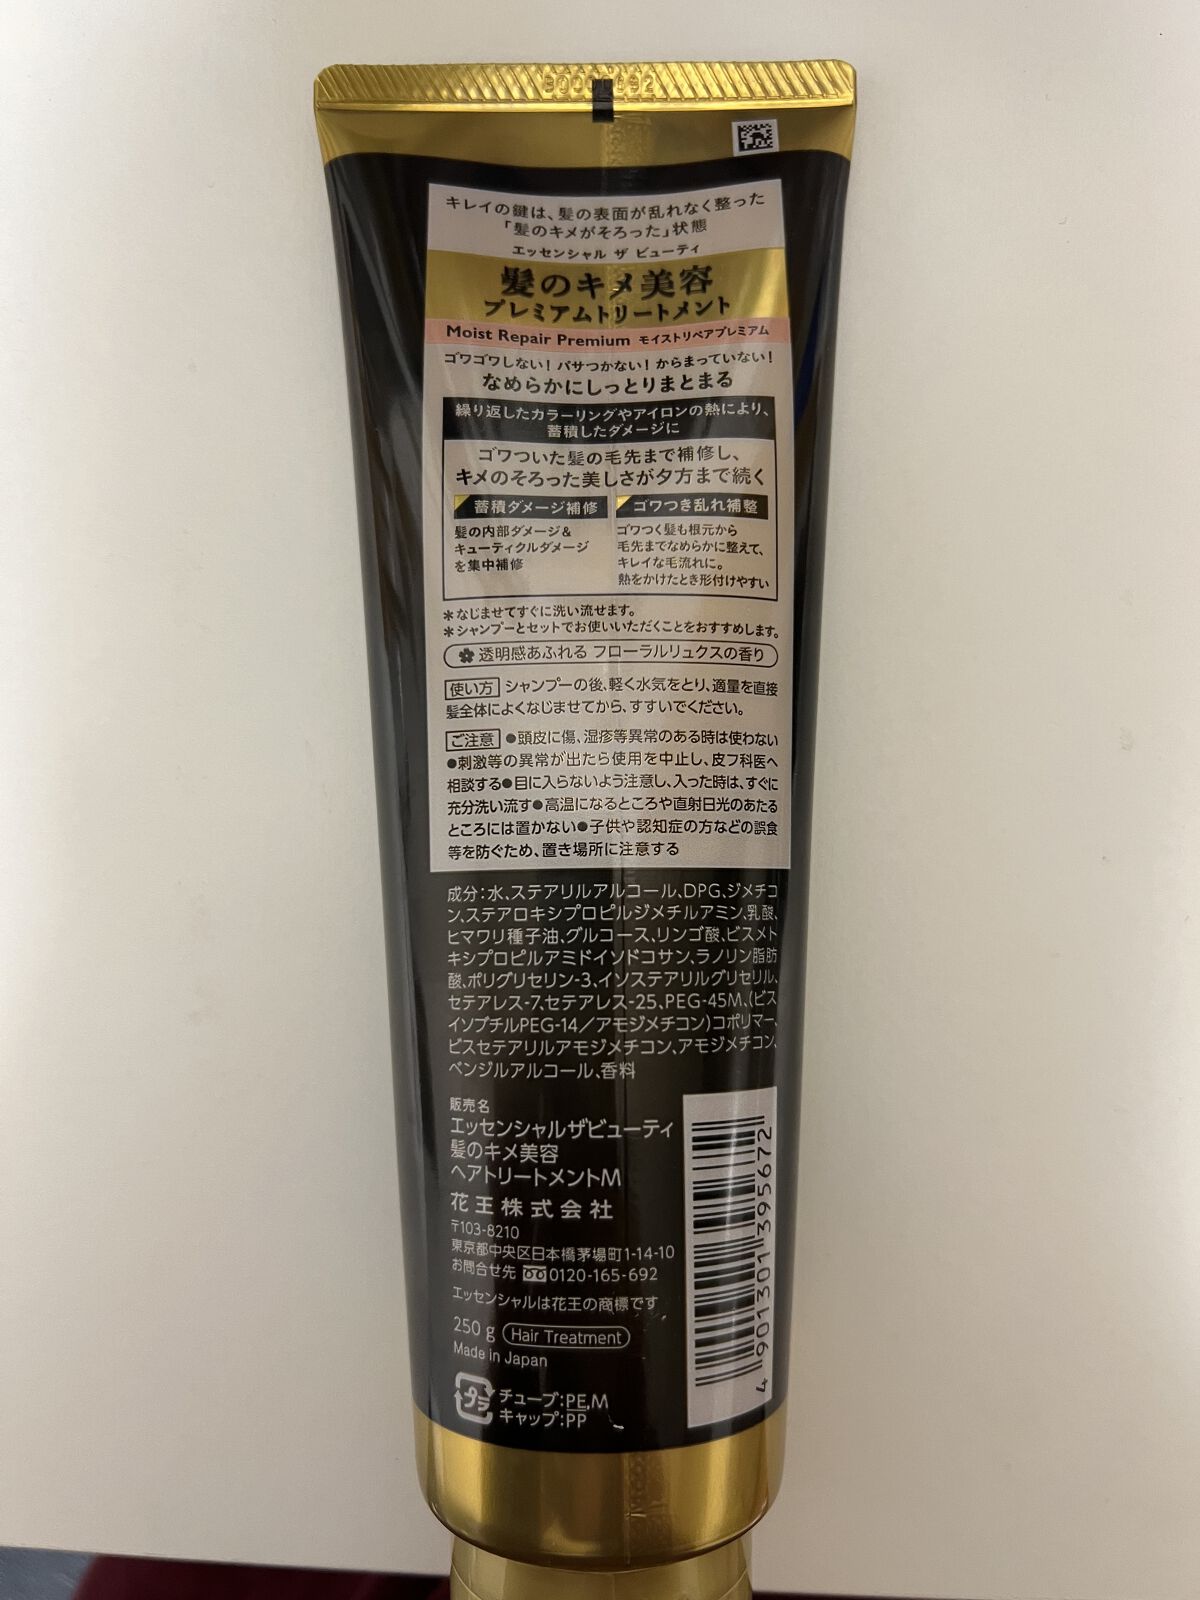 キレイの鍵は、髪の表面が乱れなく整った
「髪のキメがそろった」状態
エッセンシャル ザ ビューティ
髪のキメ美容
プレミアムトリートメント
Moist Repair Premium モイストリペアプレミアム
ゴワゴワしない!パサつかない!からまっていない!
なめらかにしっとりまとまる
繰り返したカラーリングやアイロンの熱により、
蓄積したダメージに
ゴワついた髪の毛先まで補修し、
キメのそろった美しさが夕方まで続く
蓄積ダメージ補修
髪の内部ダメージ&
キューティクルダメージ
を集中補修
ゴワつき乱れ補整
ゴワつく髪も根元から
毛先までなめらかに整えて、
キレイな毛流れに。
熱をかけたとき形付けやすい
*なじませてすぐに洗い流せます。
*シャンプーとセットでお使いいただくことをおすすめします。
透明感あふれる フローラルリュクスの香り
使い方 シャンプーの後、軽く水気をとり、適量を直接
髪全体によくなじませてから、すすいでください。
ご注意 ●頭皮に傷、湿疹等異常のある時は使わない
●刺激等の異常が出たら使用を中止し、皮フ科医へ
相談する●目に入らないよう注意し、入った時は、すぐに
充分洗い流す●高温になるところや直射日光のあたる
ところには置かない●子供や認知症の方などの誤食
等を防ぐため、置き場所に注意する
成分:水、ステアリルアルコール、DPG、ジメチコ
ン、ステアロキシプロピルジメチルアミン、乳酸、
ヒマワリ種子油、グルコース、リンゴ酸、ビスメト
キシプロピルアミドイソドコサン、ラノリン脂肪
酸、ポリグリセリン-3、イソステアリルグリセリル、
セテアレス-7、セテアレス-25、PEG-45M、(ビス
イソブチルPEG-14/アモジメチコン)コポリマー、
ビスセテアリルアモジメチコン、アモジメチコン、
ベンジルアルコール、香料
販売名
エッセンシャルザビューティ
髪のキメ美容
ヘアトリートメントM
花王株式会社
〒103-8210
東京都中央区日本橋茅場町1-14-10
お問合せ先 0120-165-692
エッセンシャルは花王の商標です
250 g Hair Treatment
Made in Japan
プラ チューブ:PE,M
キャップ:PP
4 901301 395672